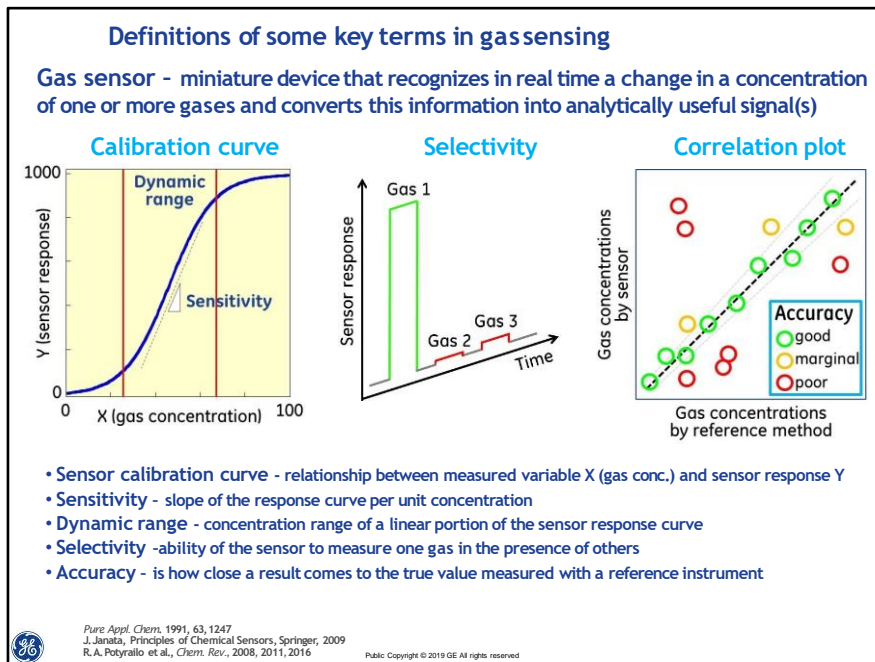 Definitions of some key terms in gas sensing
Gas sensor - miniature device that recognizes in real time a change in a concentration
of one or more gases and converts this information into analytically useful signal(s)
Calibration curve
1000
Dynamic
range
Sensitivity
Y (sensor response)
0
0
100
X (gas concentration)
Selectivity
Gas 1
Gas 2
Gas 3
Sensor response
Time
Correlation plot
Gas concentrations
by sensor
Accuracy
good
marginal
poor
Gas concentrations
by reference method
• Sensor calibration curve - relationship between measured variable X (gas conc.) and sensor response Y
• Sensitivity - slope of the response curve per unit concentration
• Dynamic range - concentration range of a linear portion of the sensor response curve
• Selectivity -ability of the sensor to measure one gas in the presence of others
• Accuracy - is how close a result comes to the true value measured with a reference instrument
Pure Appl. Chem. 1991, 63, 1247
J. Janata, Principles of Chemical Sensors, Springer, 2009
R. A. Potyrailo et al., Chem. Rev., 2008, 2011, 2016
Public Copyright © 2019 GE All rights reserved
GE